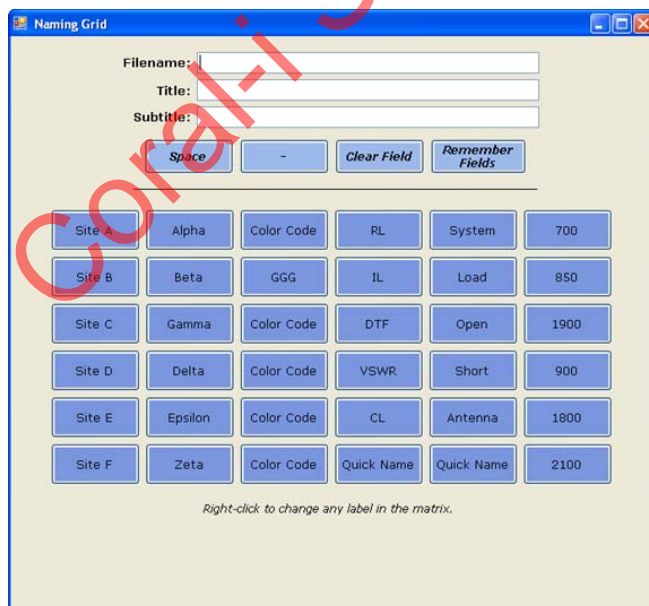 Naming Grid
Filename:
Title:
Subtitle:
Space - Clear Field Remember Fields
Site A Alpha Color Code RL System 700
Site B Beta GGG IL Load 850
Site C Gamma Color Code DTF Open 1900
Site D Delta Color Code VSWR Short 900
Site E Epsilon Color Code CL Antenna 1800
Site F Zeta Color Code Quick Name Quick Name 2100
Right-click to change any label in the matrix.
Coral-i